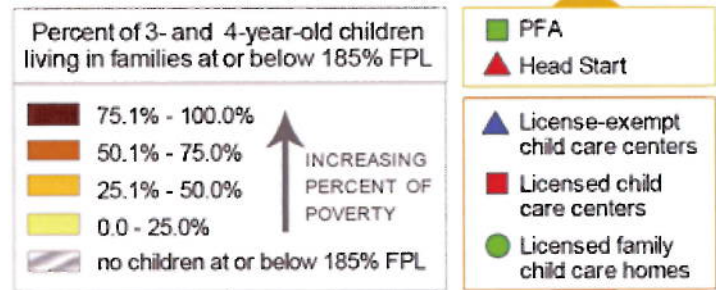 Percent of 3- and 4-year-old children
living in families at or below 185% FPL
75.1% - 100.0%
50.1% - 75.0%
25.1% - 50.0%
0.0 - 25.0%
no children at or below 185% FPL
INCREASING
PERCENT OF
POVERTY
PFA
Head Start
License-exempt
child care centers
Licensed child
care centers
Licensed family
child care homes